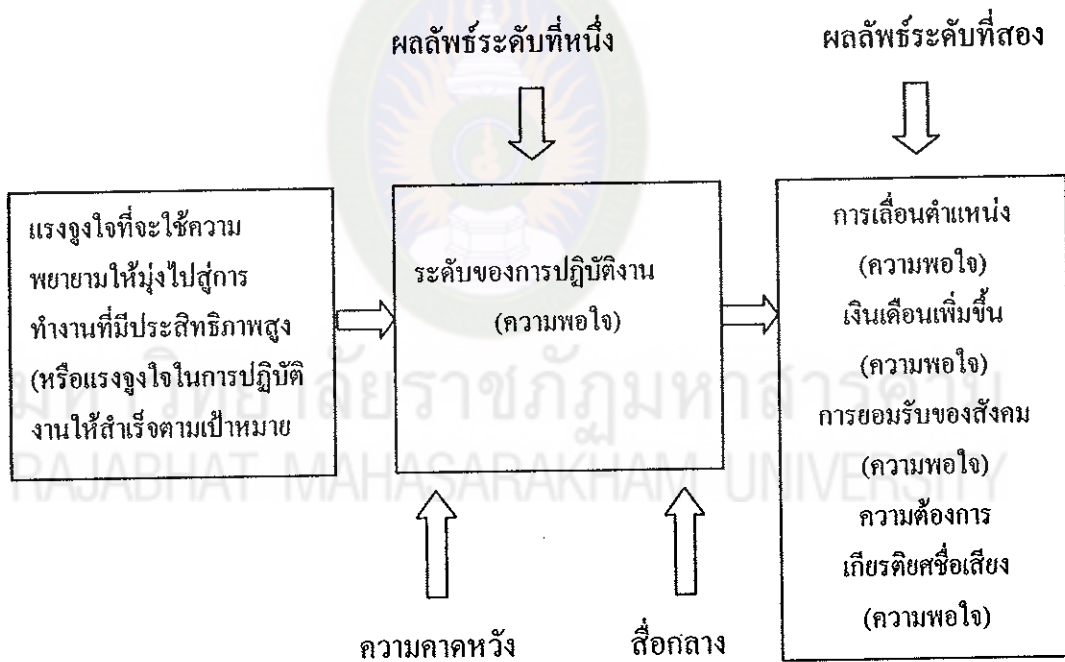 ผลลัพธ์ระดับที่หนึ่ง
ผลลัพธ์ระดับที่สอง
แรงจูงใจที่จะใช้ความ
พยายามให้มุ่งไปสู่การ
ทำงานที่มีประสิทธิภาพสูง
(หรือแรงจูงใจในการปฏิบัติ
งานให้สำเร็จตามเป้าหมาย
ระดับของการปฏิบัติงาน
(ความพอใจ)
การเลื่อนตำแหน่ง
(ความพอใจ)
เงินเดือนเพิ่มขึ้น
(ความพอใจ)
การยอมรับของสังคม
(ความพอใจ)
ความต้องการ
เกียรติยศชื่อเสียง
(ความพอใจ)
ความคาดหวัง
สื่อกลาง
มหาวิทยาลัยราชภัฏมหาสารคาม
RAJABHAT MAHASARAKHAM UNIVERSITY